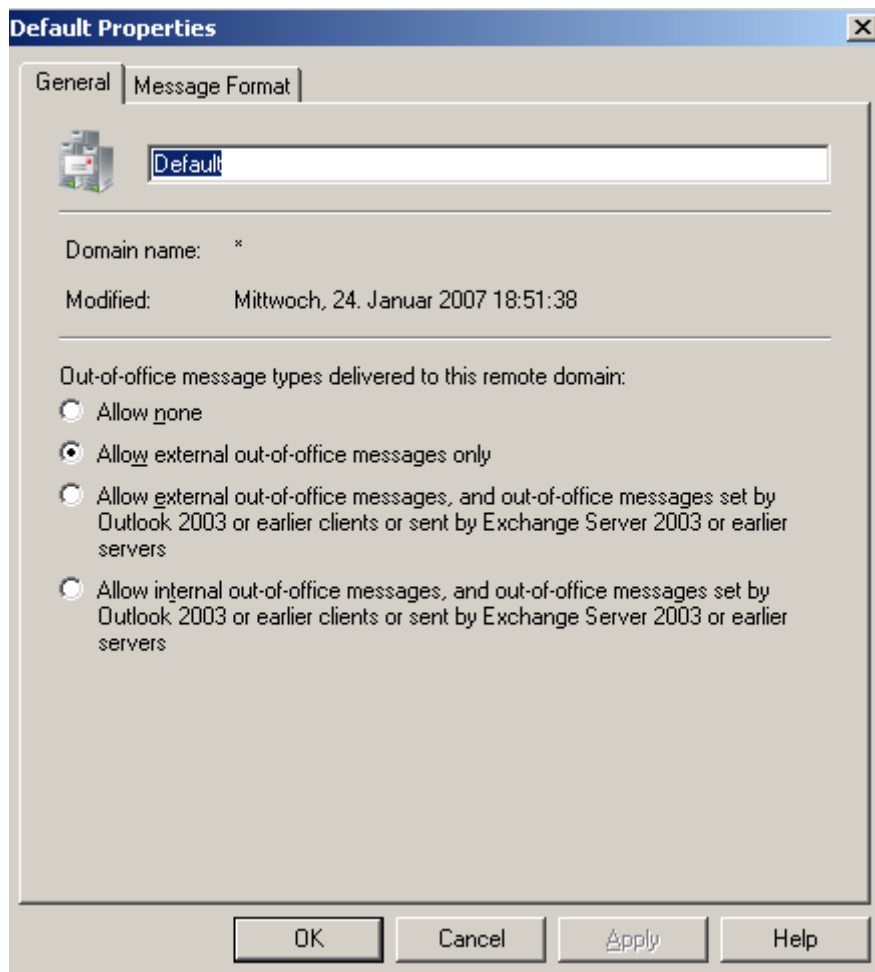 Default Properties
General Message Format
Default
Domain name: *
Modified: Mittwoch, 24. Januar 2007 18:51:38
Out-of-office message types delivered to this remote domain:
Allow none
Allow external out-of-office messages only
Allow external out-of-office messages, and out-of-office messages set by
Outlook 2003 or earlier clients or sent by Exchange Server 2003 or earlier
servers
Allow internal out-of-office messages, and out-of-office messages set by
Outlook 2003 or earlier clients or sent by Exchange Server 2003 or earlier
servers
OK Cancel Apply Help